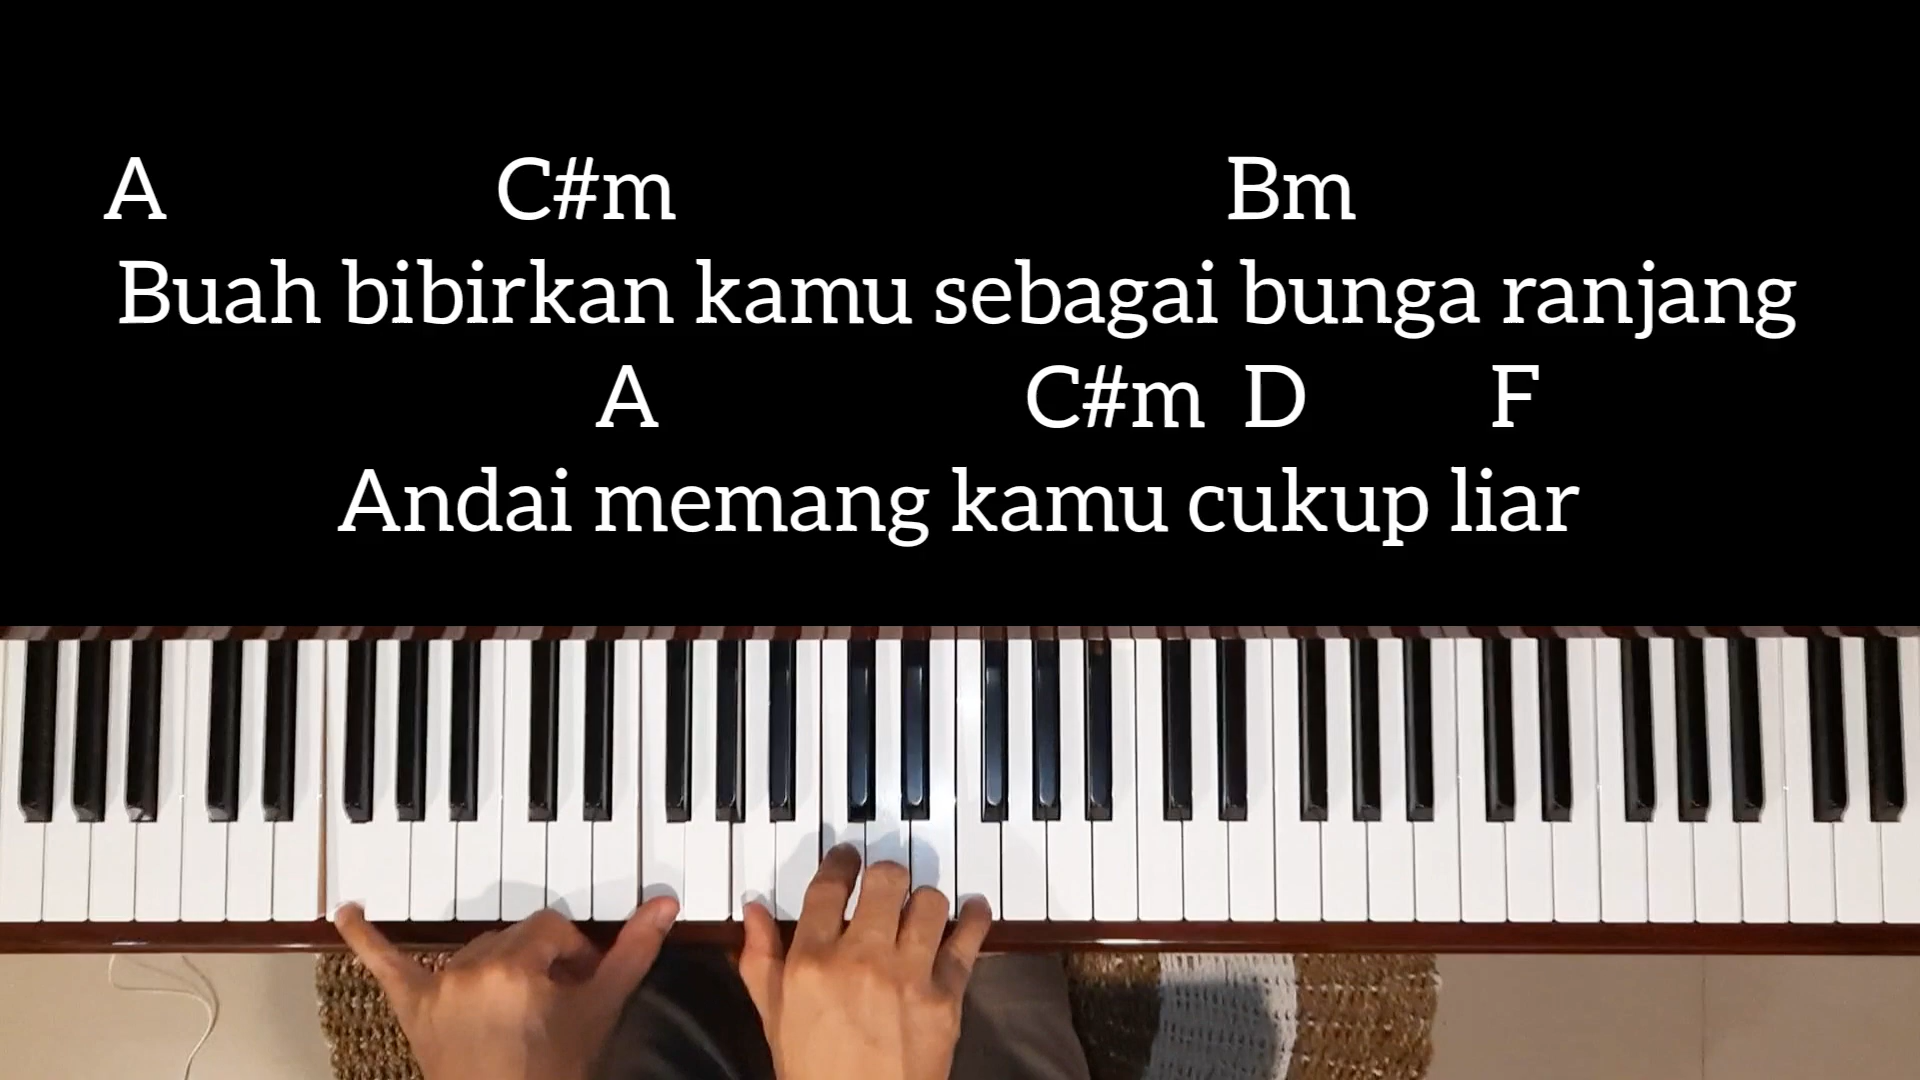 A C#m Bm
Buah bibirkan kamu sebagai bunga ranjang
A C#m D F
Andai memang kamu cukup liar